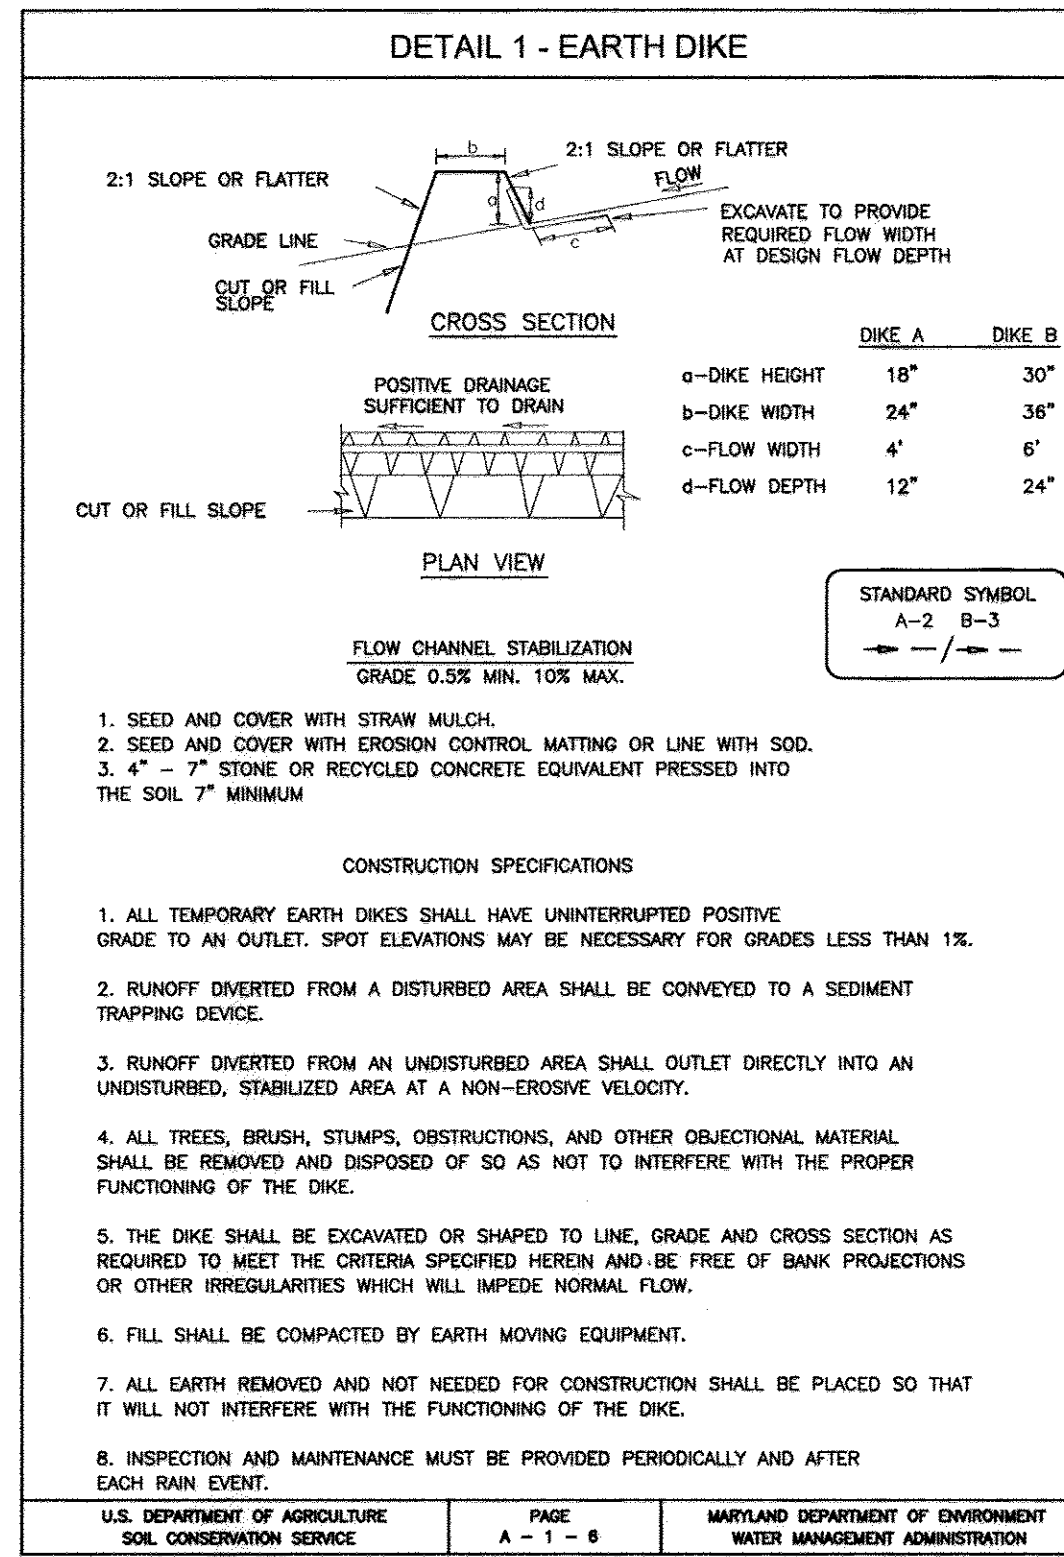 DETAIL 1 - EARTH DIKE
b
2:1 SLOPE OR FLATTER
2:1 SLOPE OR FLATTER
FLOW
a
d
EXCAVATE TO PROVIDE
REQUIRED FLOW WIDTH
AT DESIGN FLOW DEPTH
GRADE LINE
c
CUT OR FILL
SLOPE
CROSS SECTION
DIKE A DIKE B
a-DIKE HEIGHT 18" 30"
b-DIKE WIDTH 24" 36"
c-FLOW WIDTH 4' 6'
d-FLOW DEPTH 12" 24"
POSITIVE DRAINAGE
SUFFICIENT TO DRAIN
CUT OR FILL SLOPE
PLAN VIEW
STANDARD SYMBOL
A-2 B-3
FLOW CHANNEL STABILIZATION
GRADE 0.5% MIN. 10% MAX.
1. SEED AND COVER WITH STRAW MULCH.
2. SEED AND COVER WITH EROSION CONTROL MATTING OR LINE WITH SOD.
3. 4" - 7" STONE OR RECYCLED CONCRETE EQUIVALENT PRESSED INTO
THE SOIL 7" MINIMUM
CONSTRUCTION SPECIFICATIONS
1. ALL TEMPORARY EARTH DIKES SHALL HAVE UNINTERRUPTED POSITIVE
GRADE TO AN OUTLET. SPOT ELEVATIONS MAY BE NECESSARY FOR GRADES LESS THAN 1%.
2. RUNOFF DIVERTED FROM A DISTURBED AREA SHALL BE CONVEYED TO A SEDIMENT
TRAPPING DEVICE.
3. RUNOFF DIVERTED FROM AN UNDISTURBED AREA SHALL OUTLET DIRECTLY INTO AN
UNDISTURBED, STABILIZED AREA AT A NON-EROSIVE VELOCITY.
4. ALL TREES, BRUSH, STUMPS, OBSTRUCTIONS, AND OTHER OBJECTIONAL MATERIAL
SHALL BE REMOVED AND DISPOSED OF SO AS NOT TO INTERFERE WITH THE PROPER
FUNCTIONING OF THE DIKE.
5. THE DIKE SHALL BE EXCAVATED OR SHAPED TO LINE, GRADE AND CROSS SECTION AS
REQUIRED TO MEET THE CRITERIA SPECIFIED HEREIN AND BE FREE OF BANK PROJECTIONS
OR OTHER IRREGULARITIES WHICH WILL IMPEDE NORMAL FLOW.
6. FILL SHALL BE COMPACTED BY EARTH MOVING EQUIPMENT.
7. ALL EARTH REMOVED AND NOT NEEDED FOR CONSTRUCTION SHALL BE PLACED SO THAT
IT WILL NOT INTERFERE WITH THE FUNCTIONING OF THE DIKE.
8. INSPECTION AND MAINTENANCE MUST BE PROVIDED PERIODICALLY AND AFTER
EACH RAIN EVENT.
U.S. DEPARTMENT OF AGRICULTURE
SOIL CONSERVATION SERVICE
PAGE
A - 1 - 6
MARYLAND DEPARTMENT OF ENVIRONMENT
WATER MANAGEMENT ADMINISTRATION